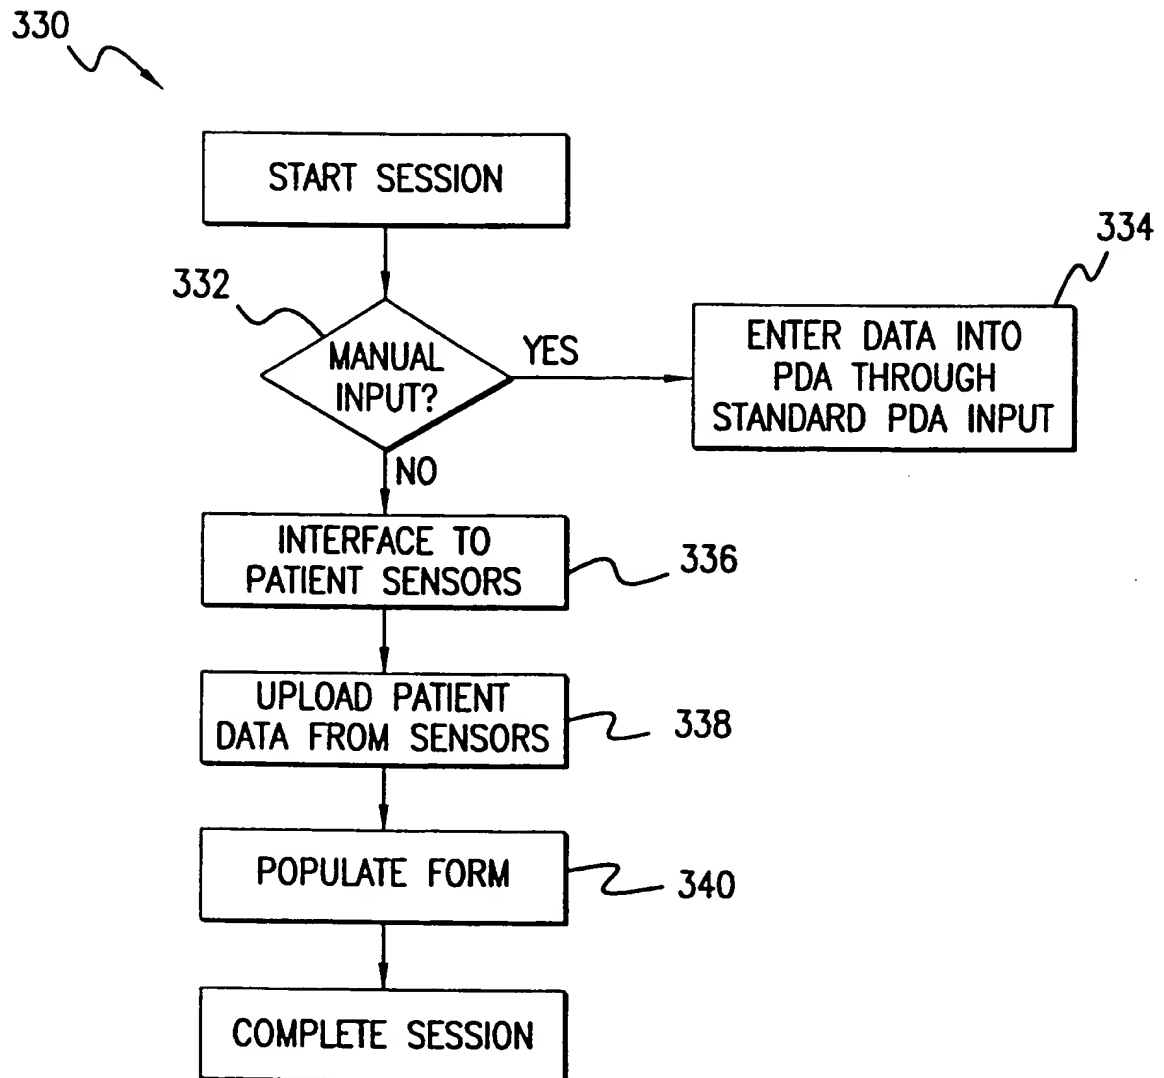 330
START SESSION
334
332
MANUAL
INPUT?
YES
ENTER DATA INTO
PDA THROUGH
STANDARD PDA INPUT
NO
INTERFACE TO
PATIENT SENSORS
336
UPLOAD PATIENT
DATA FROM SENSORS
338
POPULATE FORM
340
COMPLETE SESSION